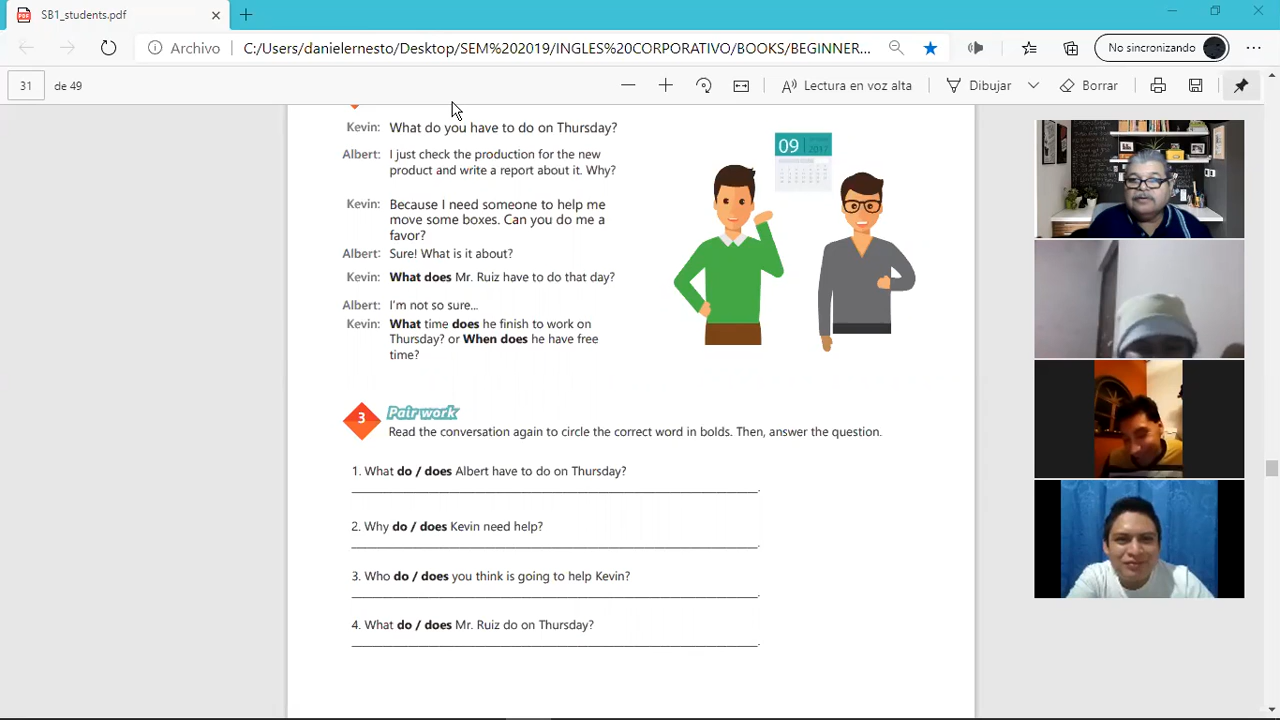 SB1_students.pdf
Archivo
C:/Users/danielernesto/Desktop/SEM%202019/INGLES%20CORPORATIVO/BOOKS/BEGINNER...
No sincronizando
31 de 49
Lectura en voz alta
Dibujar
Borrar
Kevin: What do you have to do on Thursday?
Albert: I just check the production for the new
product and write a report about it. Why?
Kevin: Because I need someone to help me
move some boxes. Can you do me a
favor?
Albert: Sure! What is it about?
Kevin: What does Mr. Ruiz have to do that day?
Albert: I'm not so sure...
Kevin: What time does he finish to work on
Thursday? or When does he have free
time?
09
2017
3 Pair work
Read the conversation again to circle the correct word in bolds. Then, answer the question.
1. What do / does Albert have to do on Thursday?
2. Why do / does Kevin need help?
3. Who do / does you think is going to help Kevin?
4. What do / does Mr. Ruiz do on Thursday?